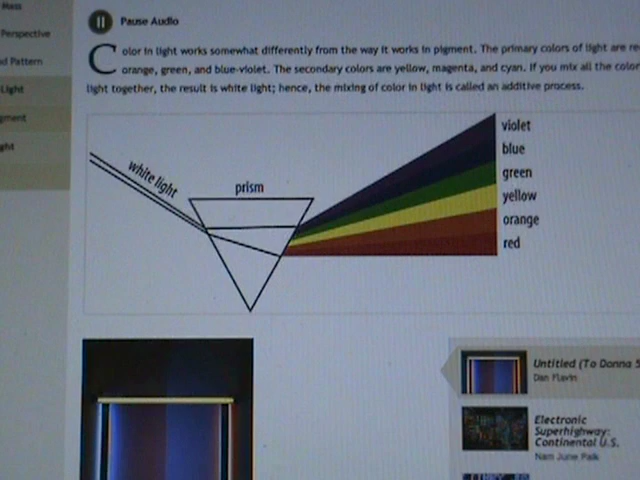 Mass
Pause Audio
Perspective
Color in light works somewhat differently from the way it works in pigment. The primary colors of light are re
d Pattern
orange, green, and blue-violet. The secondary colors are yellow, magenta, and cyan. If you mix all the color
Light
light together, the result is white light; hence, the mixing of color in light is called an additive process.
gment
ght
white light
prism
violet
blue
green
yellow
orange
red
Untitled (To Donna 5
Dan Flavin
Electronic
Superhighway:
Continental U.S.
Nam June Paik